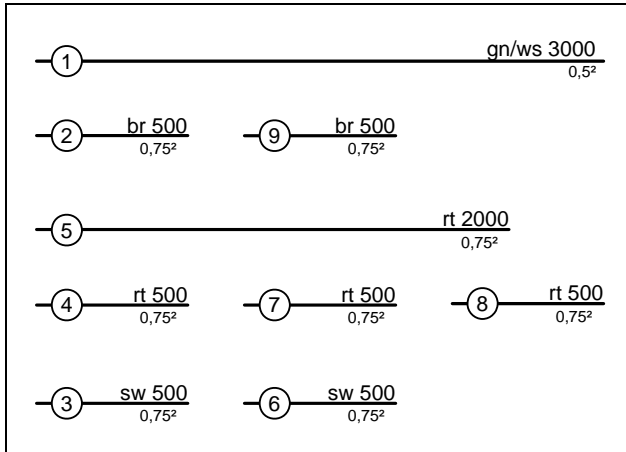 1 gn/ws 3000
0,5²
2 br 500 9 br 500
0,75² 0,75²
5 rt 2000
0,75²
4 rt 500 7 rt 500 8 rt 500
0,75² 0,75² 0,75²
3 sw 500 6 sw 500
0,75² 0,75²